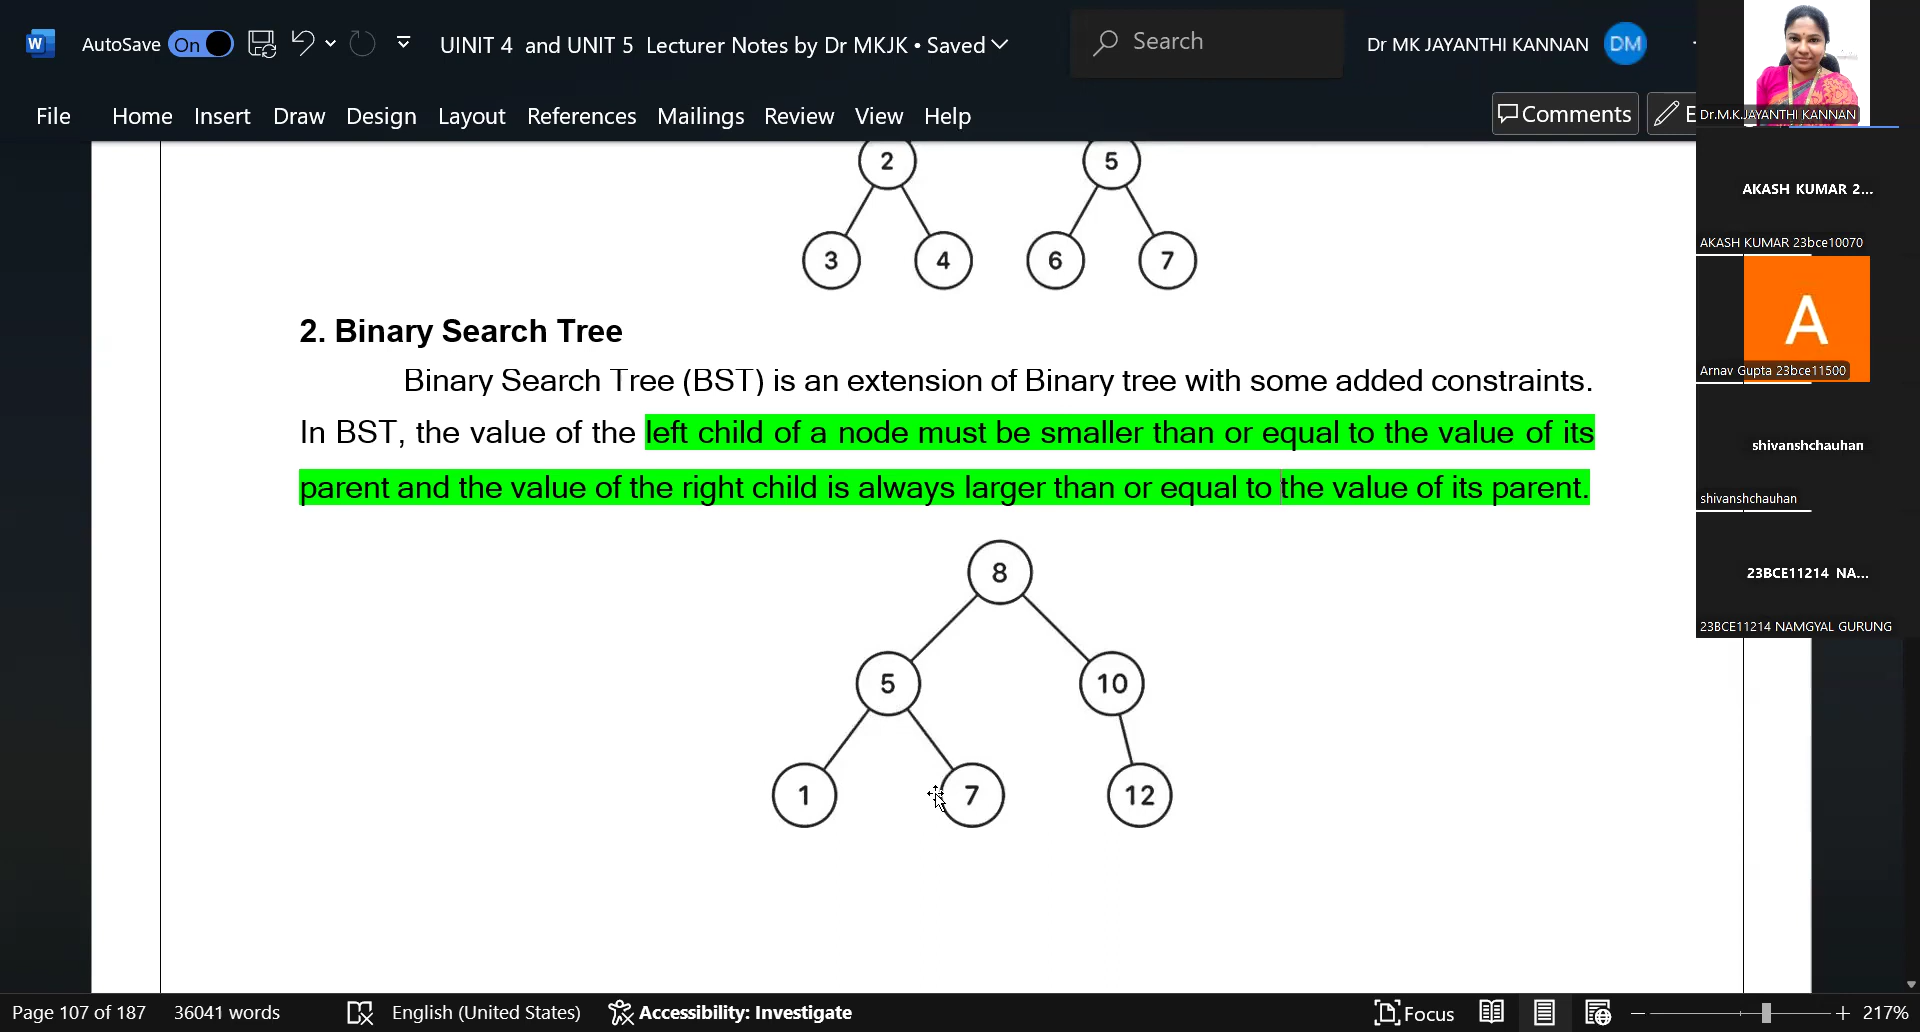 AutoSave On UINIT 4 and UNIT 5 Lecturer Notes by Dr MKJK • Saved Search Dr MK JAYANTHI KANNAN DM
File Home Insert Draw Design Layout References Mailings Review View Help Comments E
Dr.M.K.JAYANTHI KANNAN
AKASH KUMAR 2...
AKASH KUMAR 23bce10070
A
Arnav Gupta 23bce11500
shivanshchauhan
shivanshchauhan
23BCE11214 NA...
23BCE11214 NAMGYAL GURUNG
2 5
3 4 6 7
2. Binary Search Tree
Binary Search Tree (BST) is an extension of Binary tree with some added constraints.
In BST, the value of the left child of a node must be smaller than or equal to the value of its
parent and the value of the right child is always larger than or equal to the value of its parent.
8
5 10
1 7 12
Page 107 of 187 36041 words English (United States) Accessibility: Investigate Focus 217%